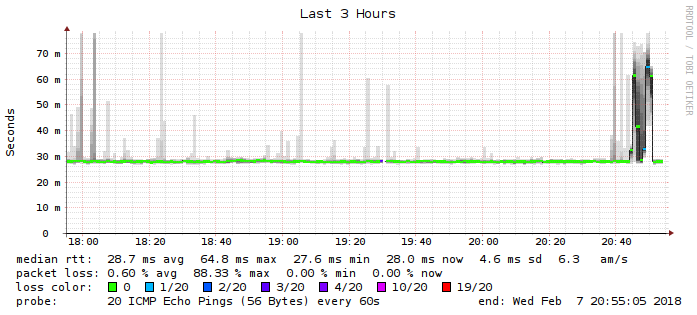 Last 3 Hours
RRDTOOL / TOBI OETIKER
Seconds
70 m
60 m
50 m
40 m
30 m
20 m
10 m
0
18:00 18:20 18:40 19:00 19:20 19:40 20:00 20:20 20:40
median rtt: 28.7 ms avg 64.8 ms max 27.6 ms min 28.0 ms now 4.6 ms sd 6.3 am/s
packet loss: 0.60 % avg 88.33 % max 0.00 % min 0.00 % now
loss color: 0 1/20 2/20 3/20 4/20 10/20 19/20
probe: 20 ICMP Echo Pings (56 Bytes) every 60s end: Wed Feb 7 20:55:05 2018